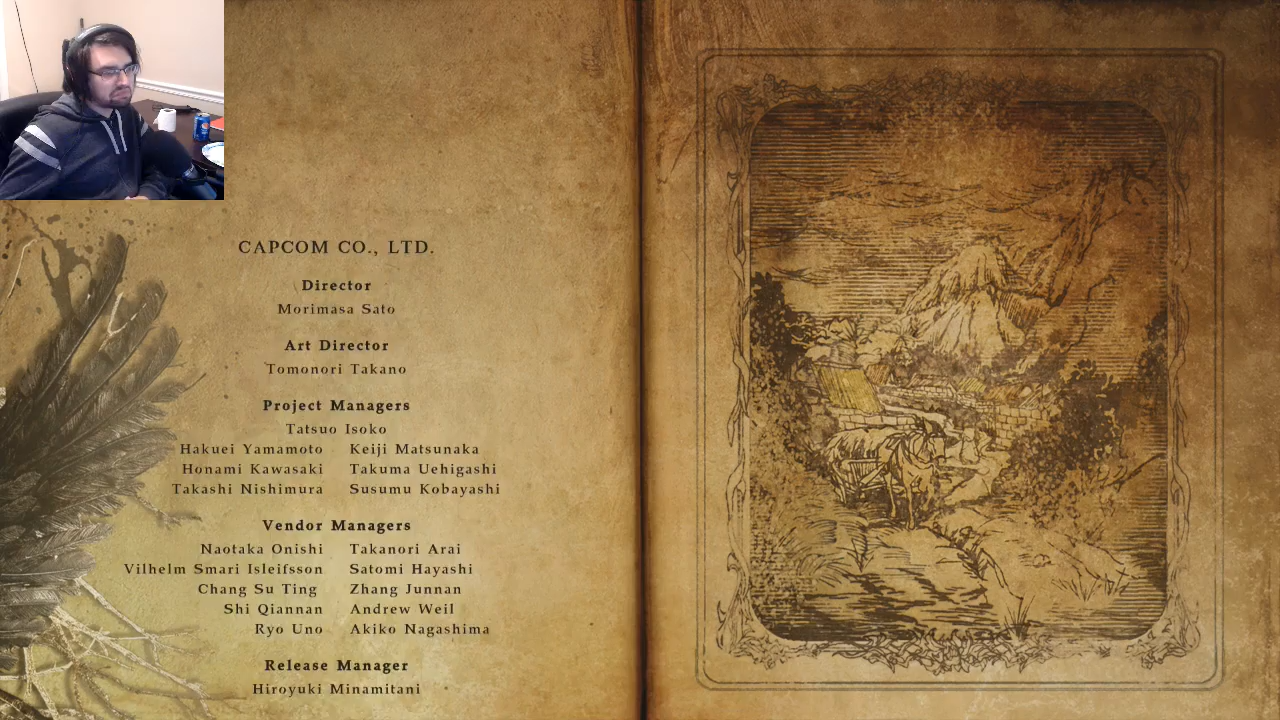 CAPCOM CO., LTD.
Director
Morimasa Sato
Art Director
Tomonori Takano
Project Managers
Tatsuo Isoko
Hakuei Yamamoto Keiji Matsunaka
Honami Kawasaki Takuma Uehigashi
Takashi Nishimura Susumu Kobayashi
Vendor Managers
Naotaka Onishi Takanori Arai
Vilhelm Smari Isleifsson Satomi Hayashi
Chang Su Ting Zhang Junnan
Shi Qiannan Andrew Weil
Ryo Uno Akiko Nagashima
Release Manager
Hiroyuki Minamitani